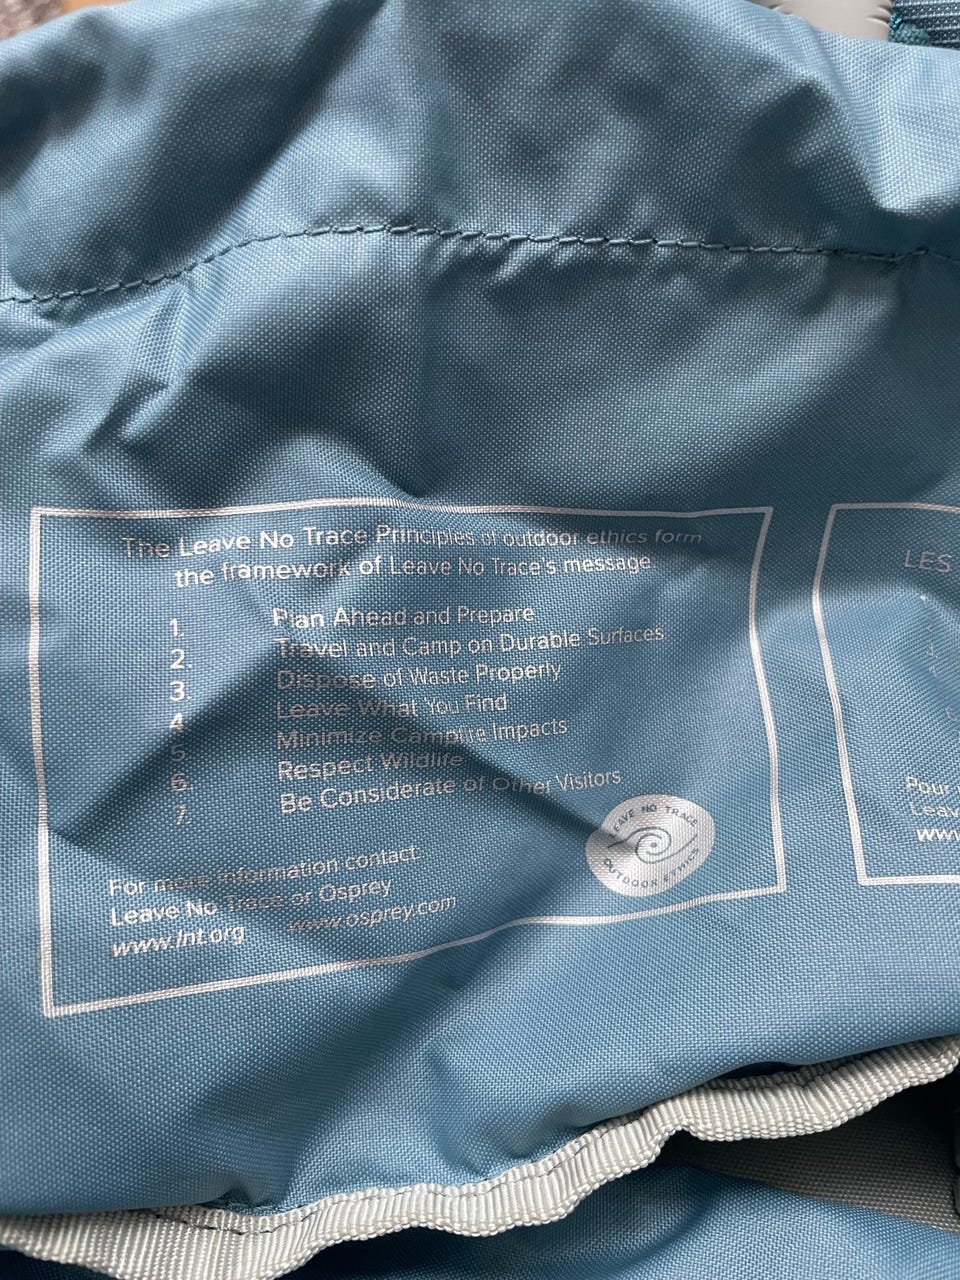 The Leave No Trace Principles of outdoor ethics form
the framework of Leave No Trace's message
1. Plan Ahead and Prepare
2. Travel and Camp on Durable Surfaces
3. Dispose of Waste Properly
4. Leave What You Find
5. Minimize Campfire Impacts
6. Respect Wildlife
7. Be Considerate of Other Visitors
LEAVE NO TRACE
OUTDOOR ETHICS
For more information contact:
Leave No Trace or Osprey
www.lnt.org www.osprey.com
LES
Pour